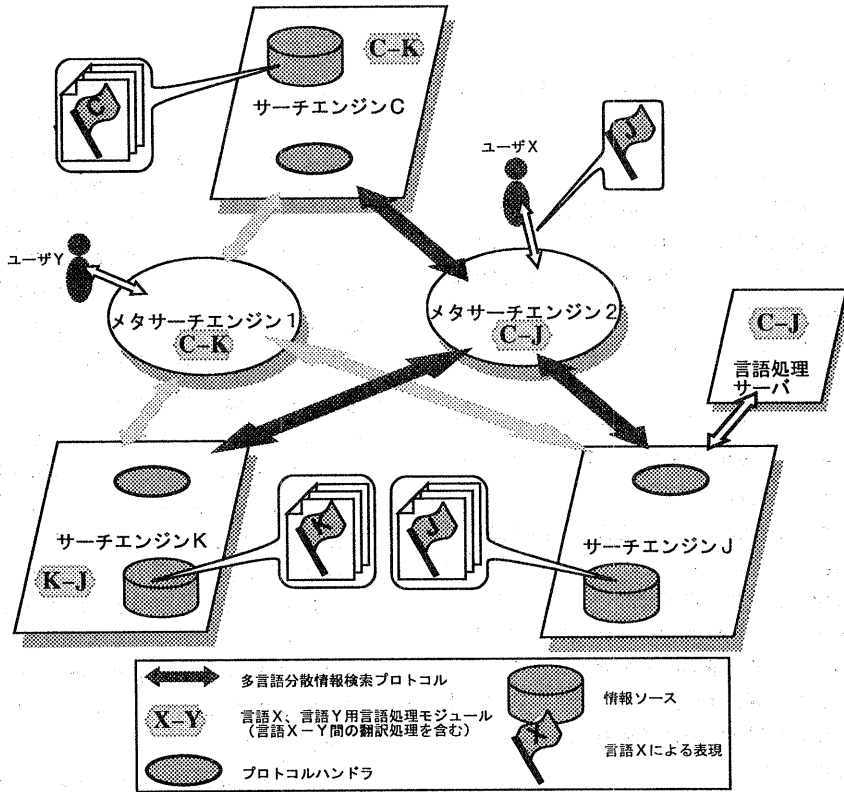 C-K
C
サーチエンジンC
ユーザX
J
ユーザY
メタサーチエンジン1
C-K
メタサーチエンジン2
C-J
C-J
言語処理
サーバ
サーチエンジンK
K-J
K
J
サーチエンジンJ
多言語分散情報検索プロトコル
X-Y
言語X、言語Y用言語処理モジュール
（言語X－Y間の翻訳処理を含む）
プロトコルハンドラ
情報ソース
X
言語Xによる表現